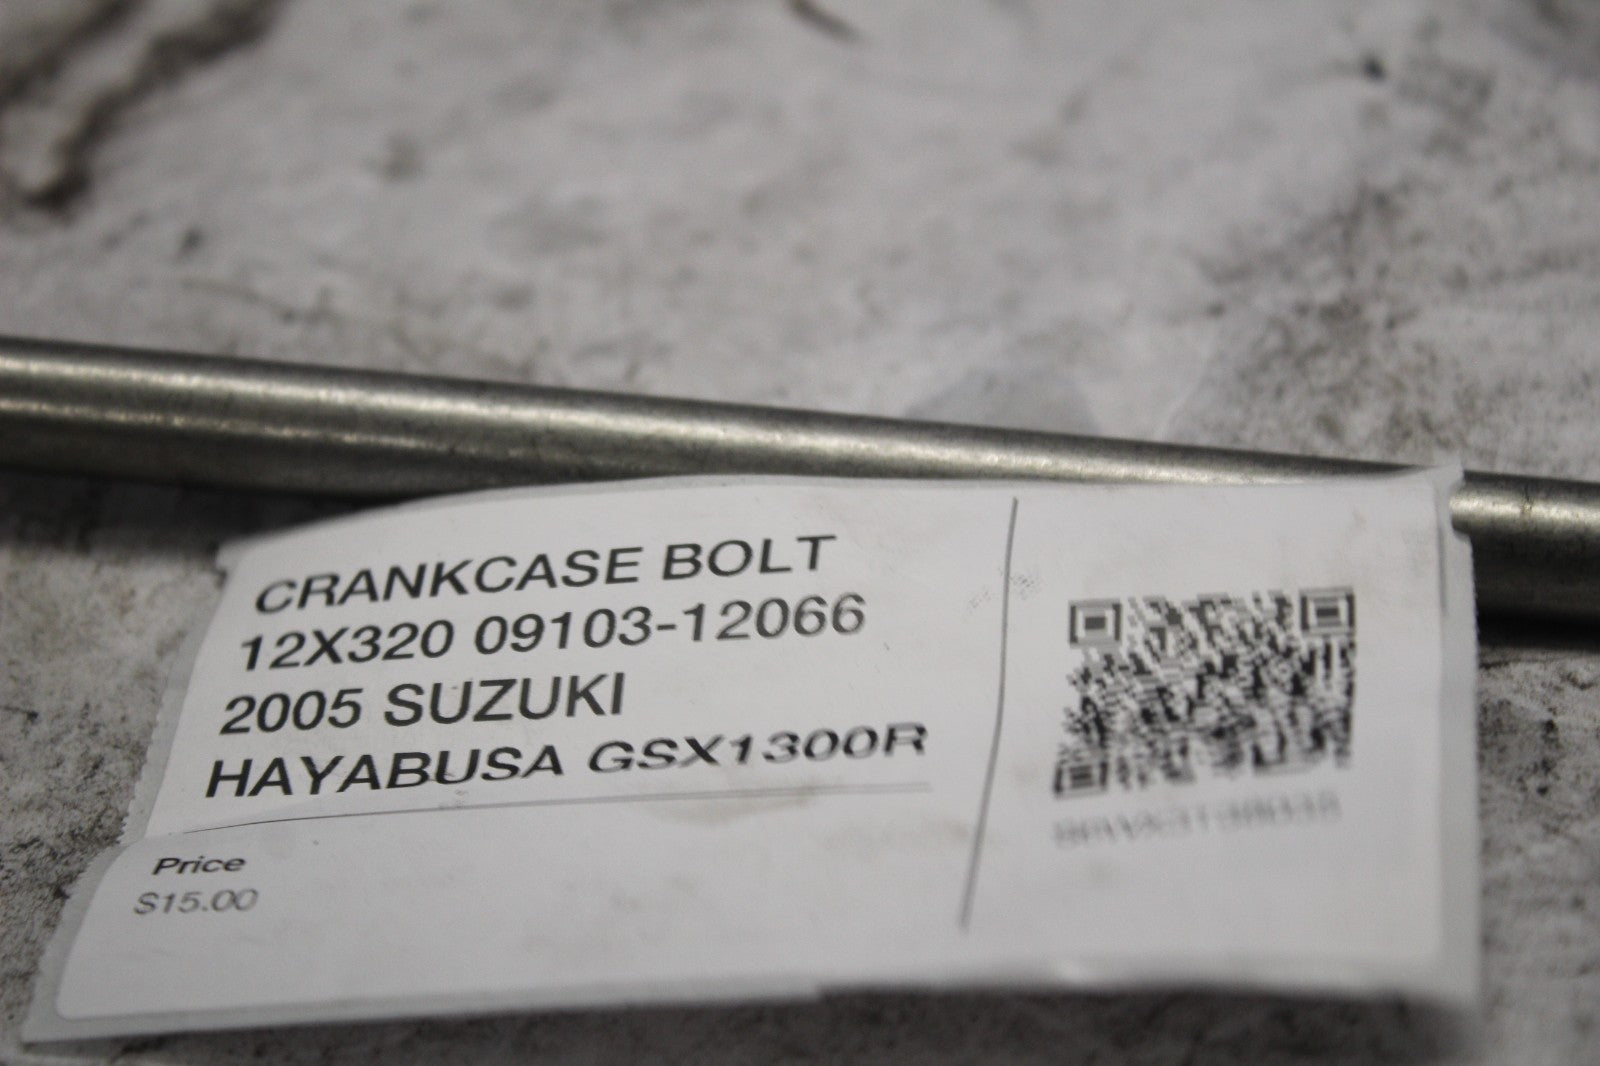 CRANKCASE BOLT
12X320 09103-12066
2005 SUZUKI
HAYABUSA GSX1300R
Price
$15.00